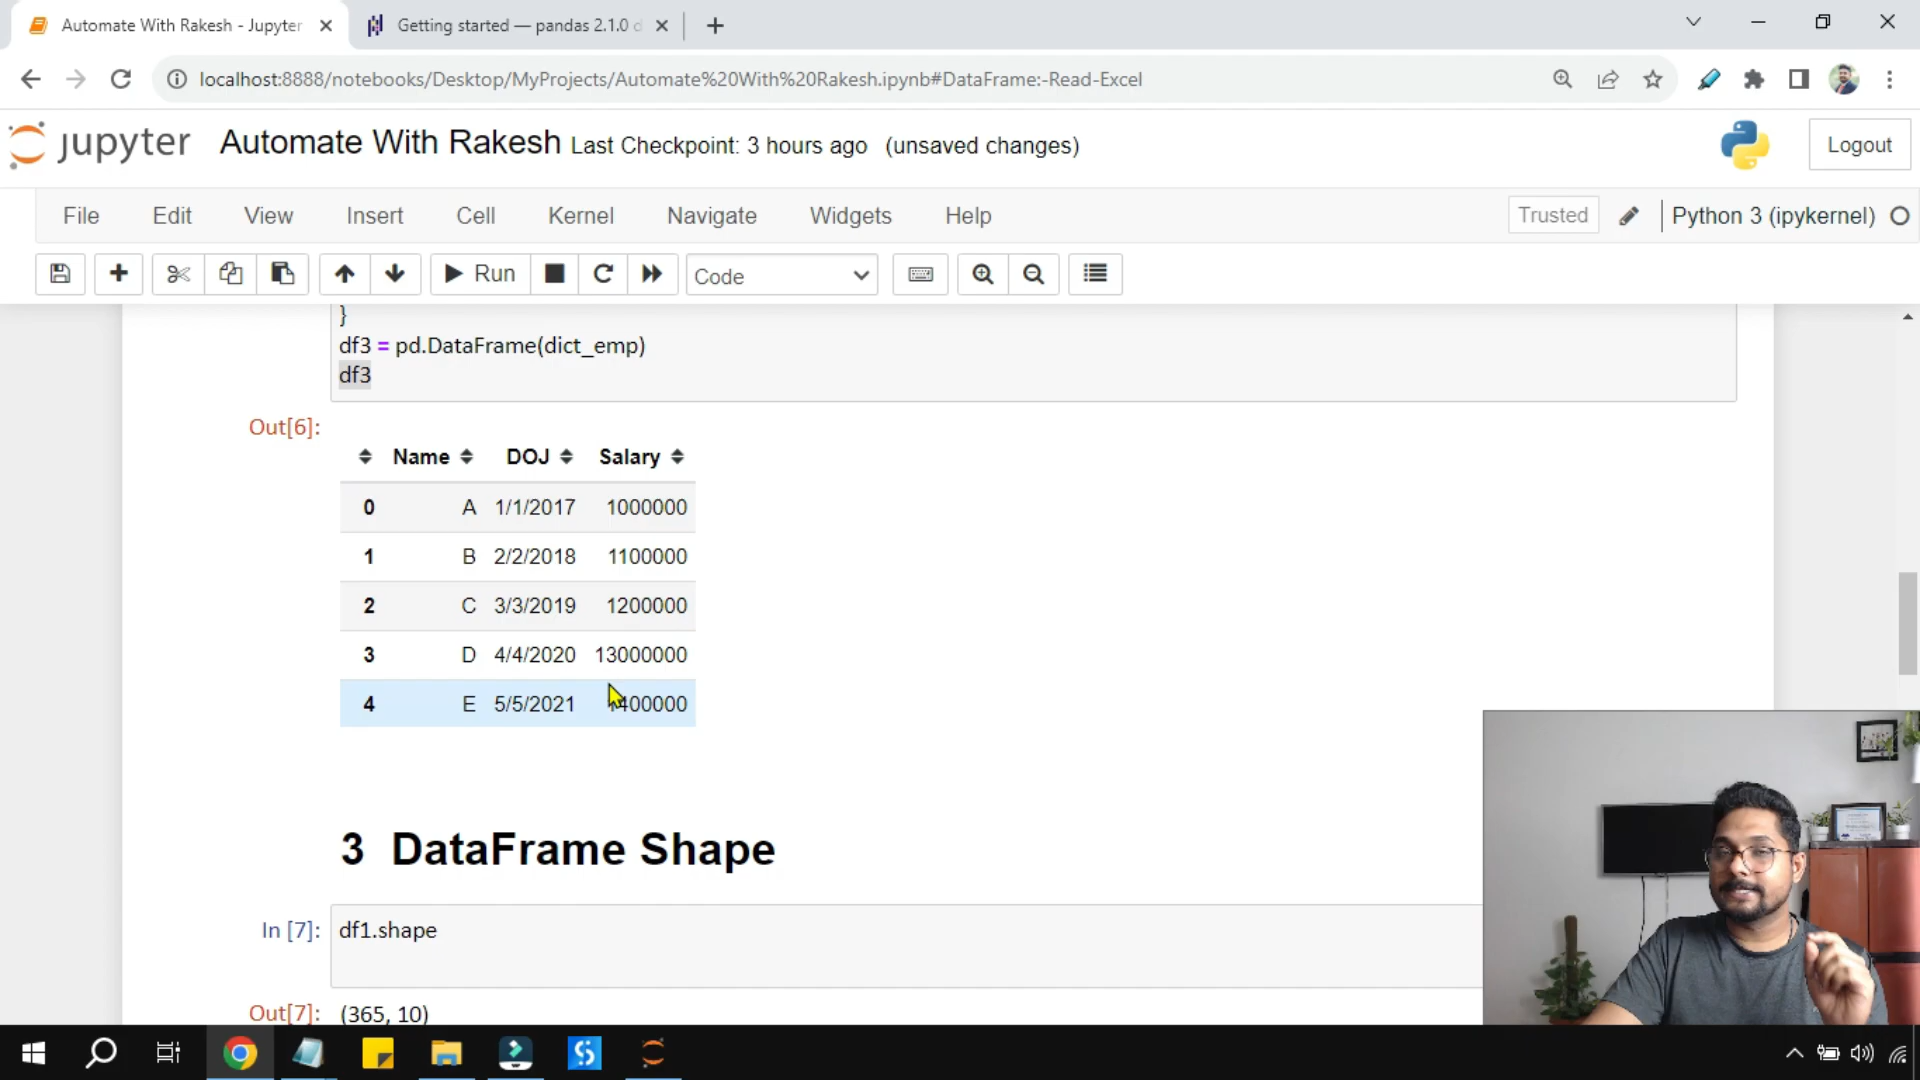 Automate With Rakesh - Jupyter
Getting started — pandas 2.1.0 d
localhost:8888/notebooks/Desktop/MyProjects/Automate%20With%20Rakesh.ipynb#DataFrame:-Read-Excel
jupyter Automate With Rakesh Last Checkpoint: 3 hours ago (unsaved changes)
Logout
File Edit View Insert Cell Kernel Navigate Widgets Help
Trusted Python 3 (ipykernel)
Run Code
}
df3 = pd.DataFrame(dict_emp)
df3
Out[6]:
Name DOJ Salary
0 A 1/1/2017 1000000
1 B 2/2/2018 1100000
2 C 3/3/2019 1200000
3 D 4/4/2020 13000000
4 E 5/5/2021 1400000
3 DataFrame Shape
In [7]: df1.shape
Out[7]: (365, 10)